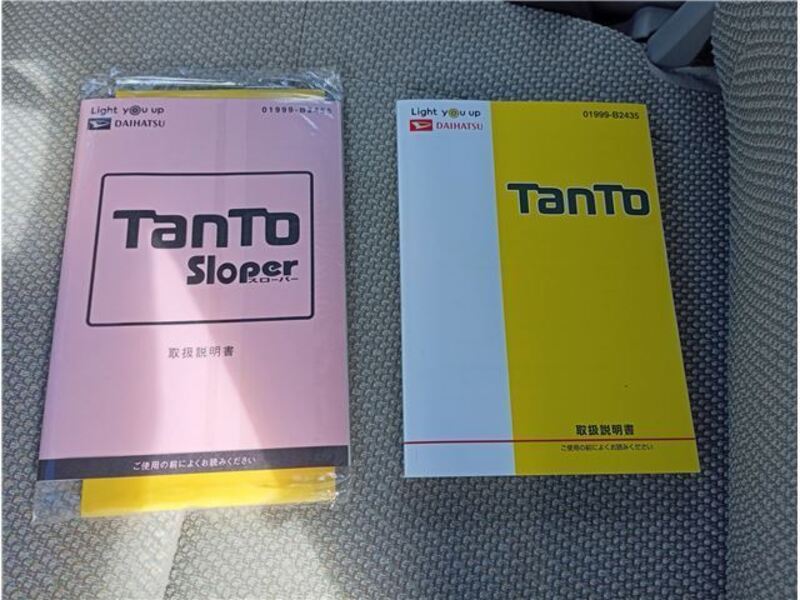 Light you up
01999-B2455
DAIHATSU
TanTo
Sloper
スローパー
取扱説明書
ご使用の前によくお読みください
Light you up
01999-B2435
DAIHATSU
TanTo
取扱説明書
ご使用の前によくお読みください